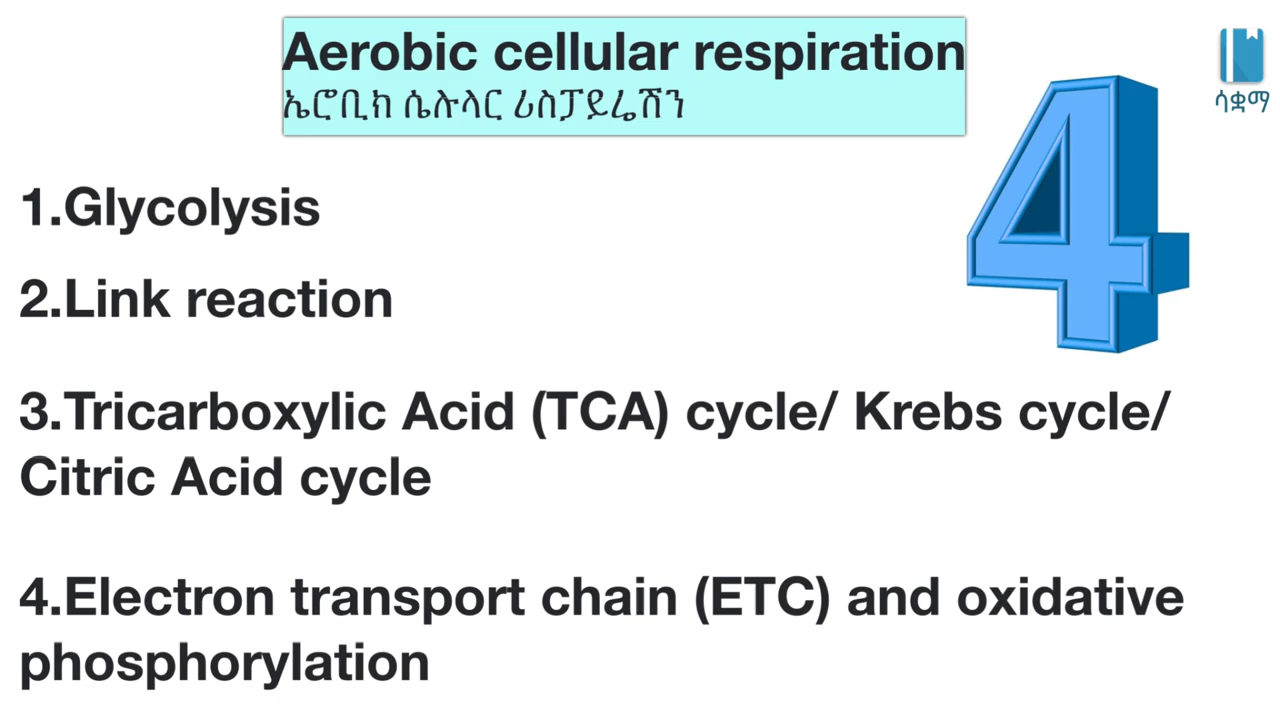 Aerobic cellular respiration
ኤሮቢክ ሴሉላር ሪስፓይሬሽን
4
ሳቋማ
1.Glycolysis
2.Link reaction
3.Tricarboxylic Acid (TCA) cycle/ Krebs cycle/
Citric Acid cycle
4.Electron transport chain (ETC) and oxidative
phosphorylation